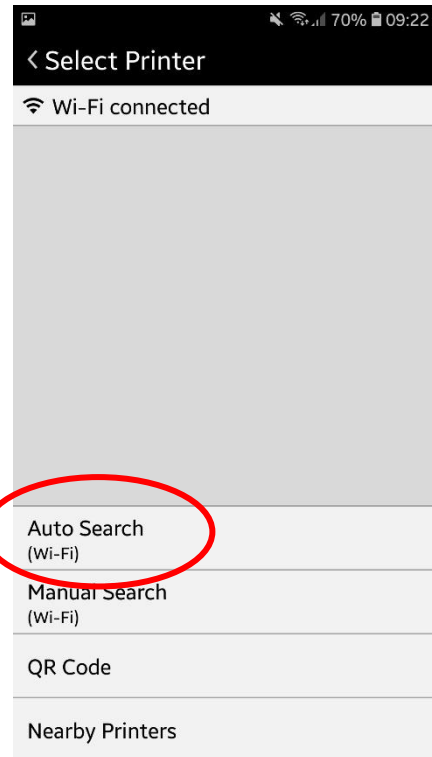 70% 09:22
< Select Printer
Wi-Fi connected
Auto Search
(Wi-Fi)
Manual Search
(Wi-Fi)
QR Code
Nearby Printers